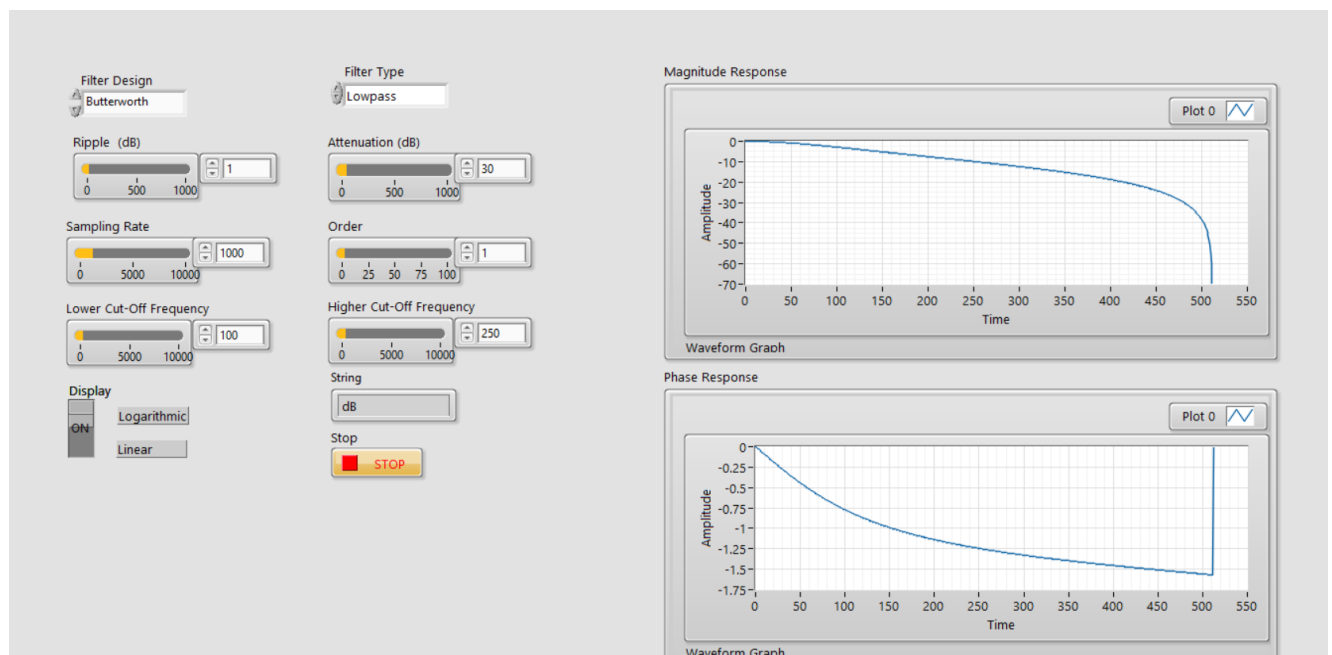 Filter Design
Butterworth
Filter Type
Lowpass
Ripple (dB)
1
0 500 1000
Attenuation (dB)
30
0 500 1000
Sampling Rate
1000
0 5000 10000
Order
1
0 25 50 75 100
Lower Cut-Off Frequency
100
0 5000 10000
Higher Cut-Off Frequency
250
0 5000 10000
Display
ON
Logarithmic
Linear
String
dB
Stop
STOP
Magnitude Response
Plot 0
Amplitude
0
-10
-20
-30
-40
-50
-60
-70
0 50 100 150 200 250 300 350 400 450 500 550
Time
Waveform Graph
Phase Response
Plot 0
Amplitude
0
-0.25
-0.5
-0.75
-1
-1.25
-1.5
-1.75
0 50 100 150 200 250 300 350 400 450 500 550
Time
Waveform Graph